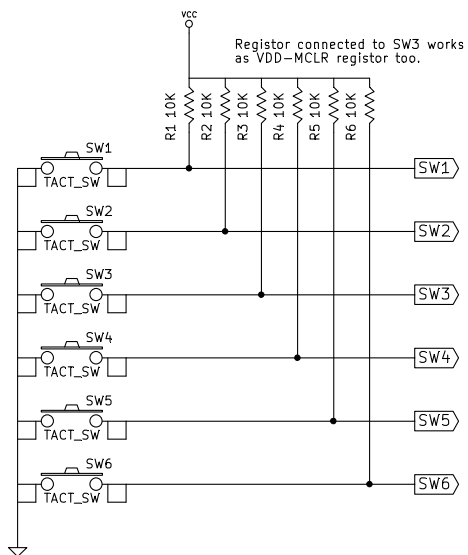 vcc
Registor connected to SW3 works
as VDD-MCLR registor too.
R1 10K
R2 10K
R3 10K
R4 10K
R5 10K
R6 10K
SW1
TACT_SW
SW1
SW2
TACT_SW
SW2
SW3
TACT_SW
SW3
SW4
TACT_SW
SW4
SW5
TACT_SW
SW5
SW6
TACT_SW
SW6